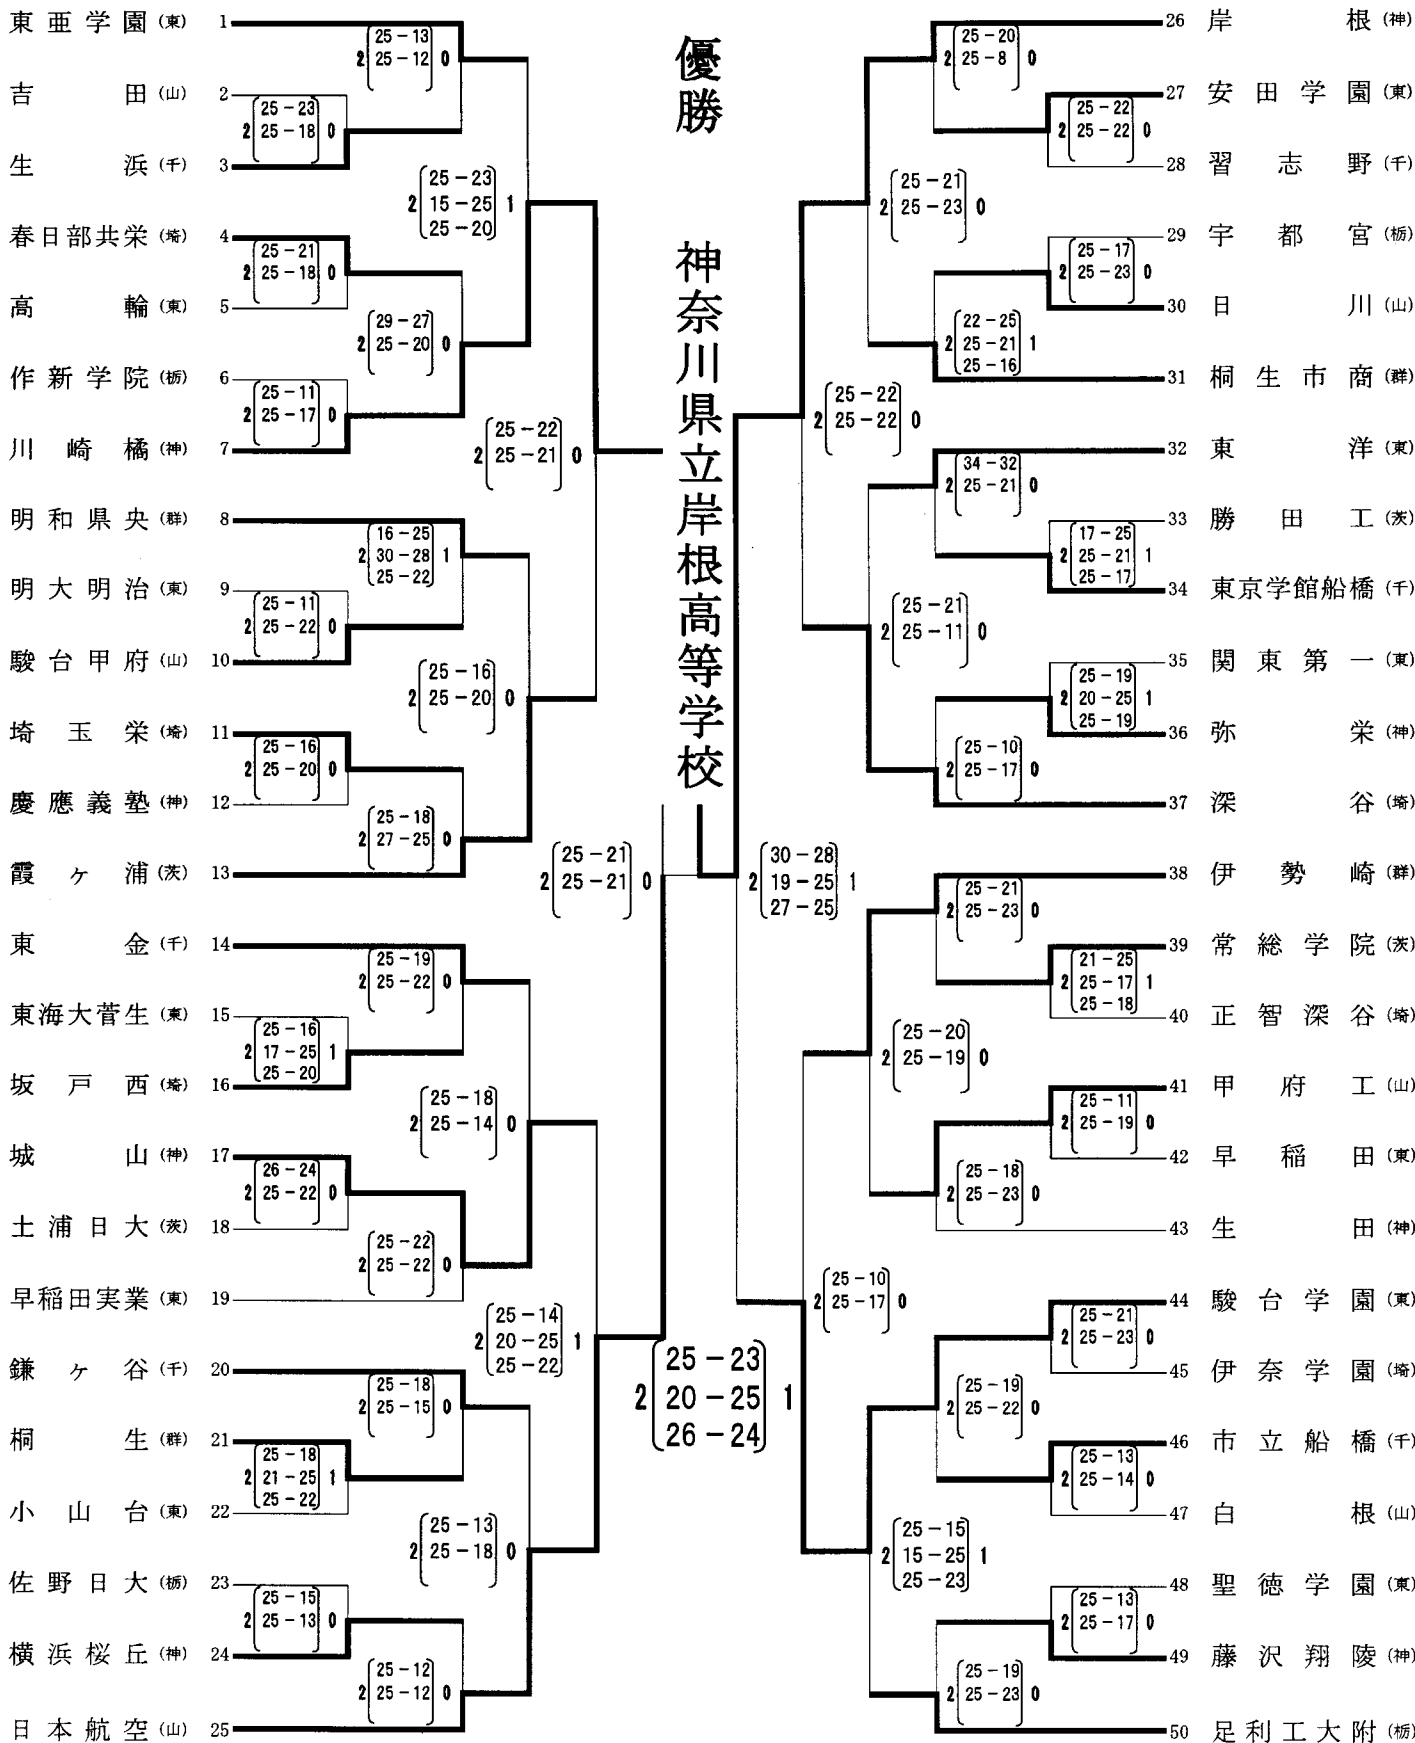 優勝 神奈川県立岸根高等学校
東亜学園 (東) 1
吉田 (山) 2
生浜 (千) 3
春日部共栄 (埼) 4
高輪 (東) 5
作新学院 (栃) 6
川崎橘 (神) 7
明和県央 (群) 8
明大明治 (東) 9
駿台甲府 (山) 10
埼玉栄 (埼) 11
慶應義塾 (神) 12
霞ヶ浦 (茨) 13
東金 (千) 14
東海大菅生 (東) 15
坂戸西 (埼) 16
城山 (神) 17
土浦日大 (茨) 18
早稲田実業 (東) 19
鎌ヶ谷 (千) 20
桐生 (群) 21
小山台 (東) 22
佐野日大 (栃) 23
横浜桜丘 (神) 24
日本航空 (山) 25
2 25-23 25-18 0
2 25-21 25-18 0
2 25-11 25-17 0
2 25-11 25-22 0
2 25-16 25-20 0
2 25-16 17-25 25-20 1
2 26-24 25-22 0
2 25-18 21-25 25-22 1
2 25-15 25-13 0
2 25-13 25-12 0
2 29-27 25-20 0
2 16-25 30-28 25-22 1
2 25-18 27-25 0
2 25-19 25-22 0
2 25-22 25-22 0
2 25-18 25-15 0
2 25-12 25-12 0
2 25-23 15-25 25-20 1
2 25-16 25-20 0
2 25-18 25-14 0
2 25-13 25-18 0
2 25-22 25-21 0
2 25-14 20-25 25-22 1
2 25-21 25-21 0
2 25-23 20-25 26-24 1
2 30-28 19-25 27-25 1
2 25-22 25-22 0
2 25-10 25-17 0
2 25-21 25-23 0
2 25-21 25-11 0
2 25-20 25-19 0
2 25-15 15-25 25-23 1
2 25-20 25-8 0
2 22-25 25-21 25-16 1
2 34-32 25-21 0
2 25-10 25-17 0
2 25-21 25-23 0
2 25-18 25-23 0
2 25-19 25-22 0
2 25-19 25-23 0
2 25-22 25-22 0
2 25-17 25-23 0
2 17-25 25-21 25-17 1
2 25-19 20-25 25-19 1
2 21-25 25-17 25-18 1
2 25-11 25-19 0
2 25-21 25-23 0
2 25-13 25-14 0
2 25-13 25-17 0
26 岸根 (神)
27 安田学園 (東)
28 習志野 (千)
29 宇都宮 (栃)
30 日川 (山)
31 桐生市商 (群)
32 東洋 (東)
33 勝田工 (茨)
34 東京学館船橋 (千)
35 関東第一 (東)
36 弥栄 (神)
37 深谷 (埼)
38 伊勢崎 (群)
39 常総学院 (茨)
40 正智深谷 (埼)
41 甲府工 (山)
42 早稲田 (東)
43 生田 (神)
44 駿台学園 (東)
45 伊奈学園 (埼)
46 市立船橋 (千)
47 白根 (山)
48 聖徳学園 (東)
49 藤沢翔陵 (神)
50 足利工大附 (栃)